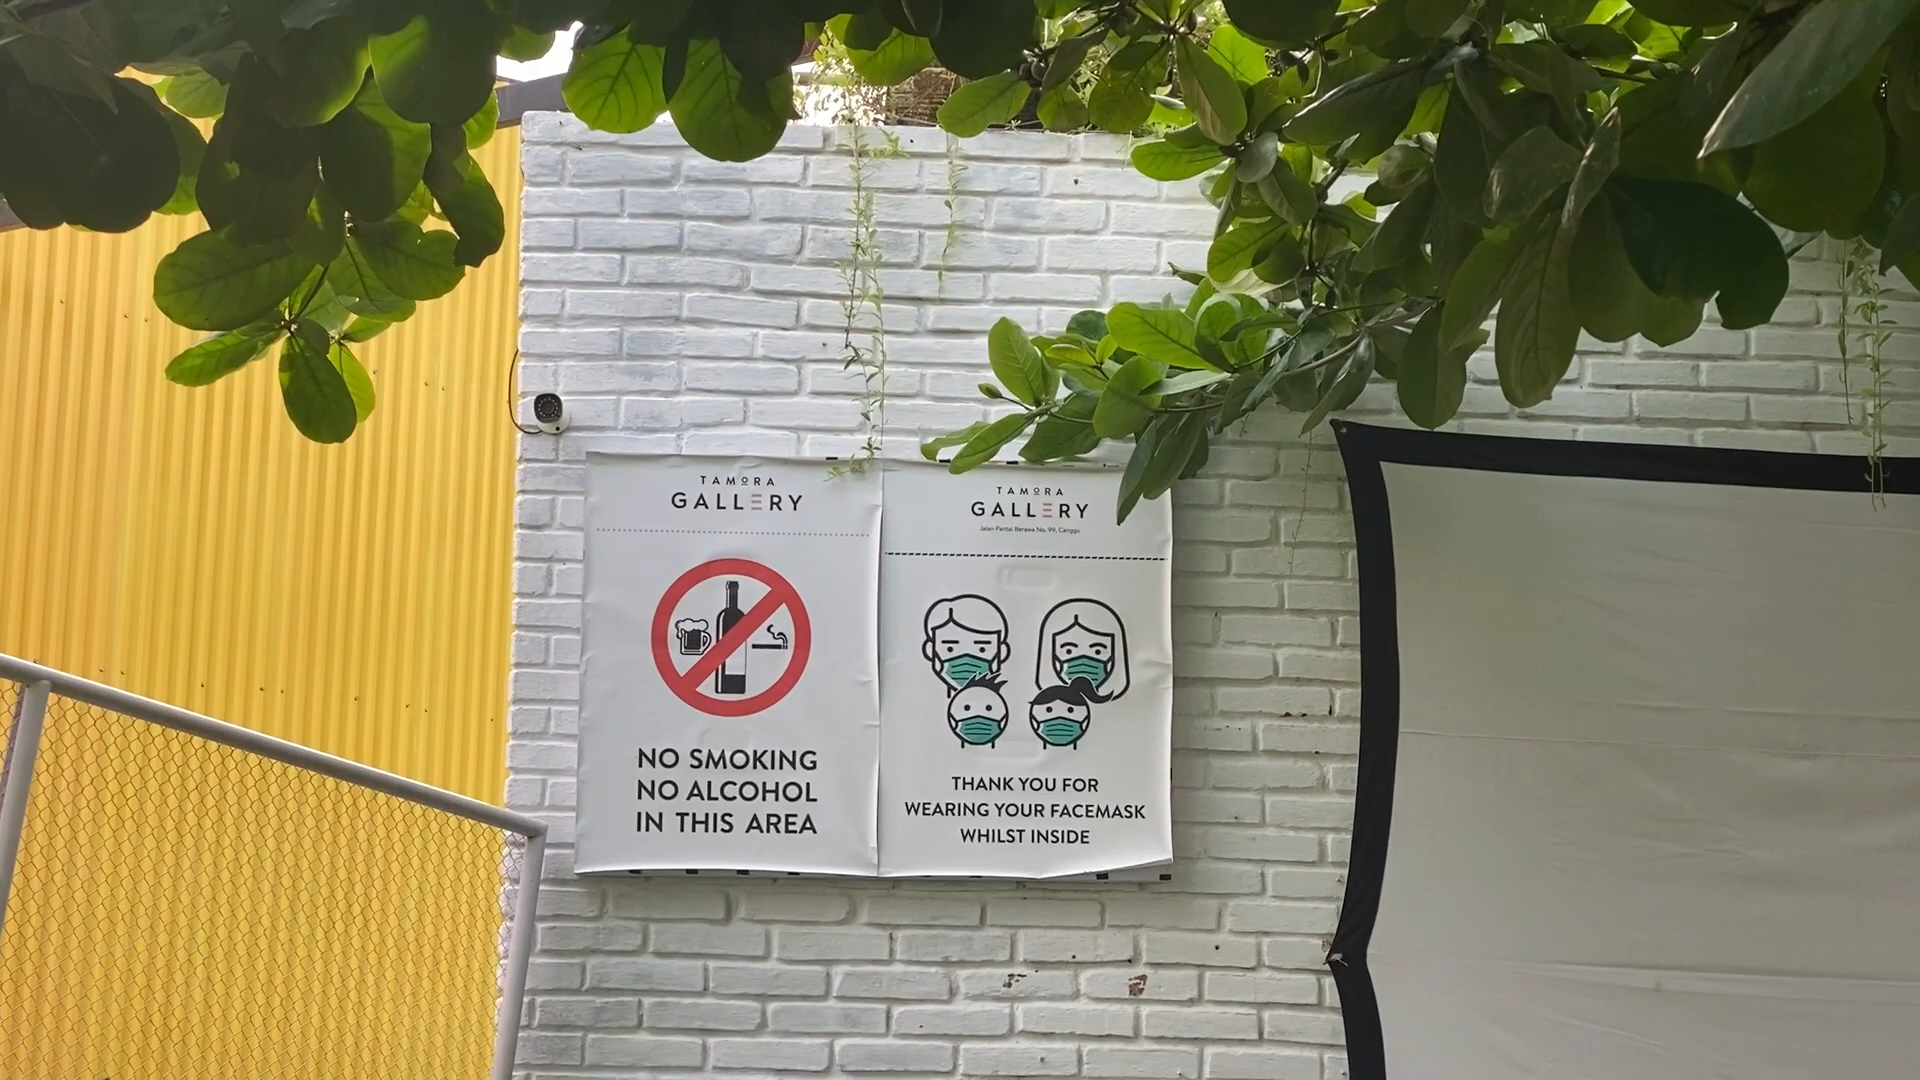 TAMORA
GALLERY
NO SMOKING
NO ALCOHOL
IN THIS AREA
TAMORA
GALLERY
Jalan Pantai Berawa No. 99, Canggu
THANK YOU FOR
WEARING YOUR FACEMASK
WHILST INSIDE